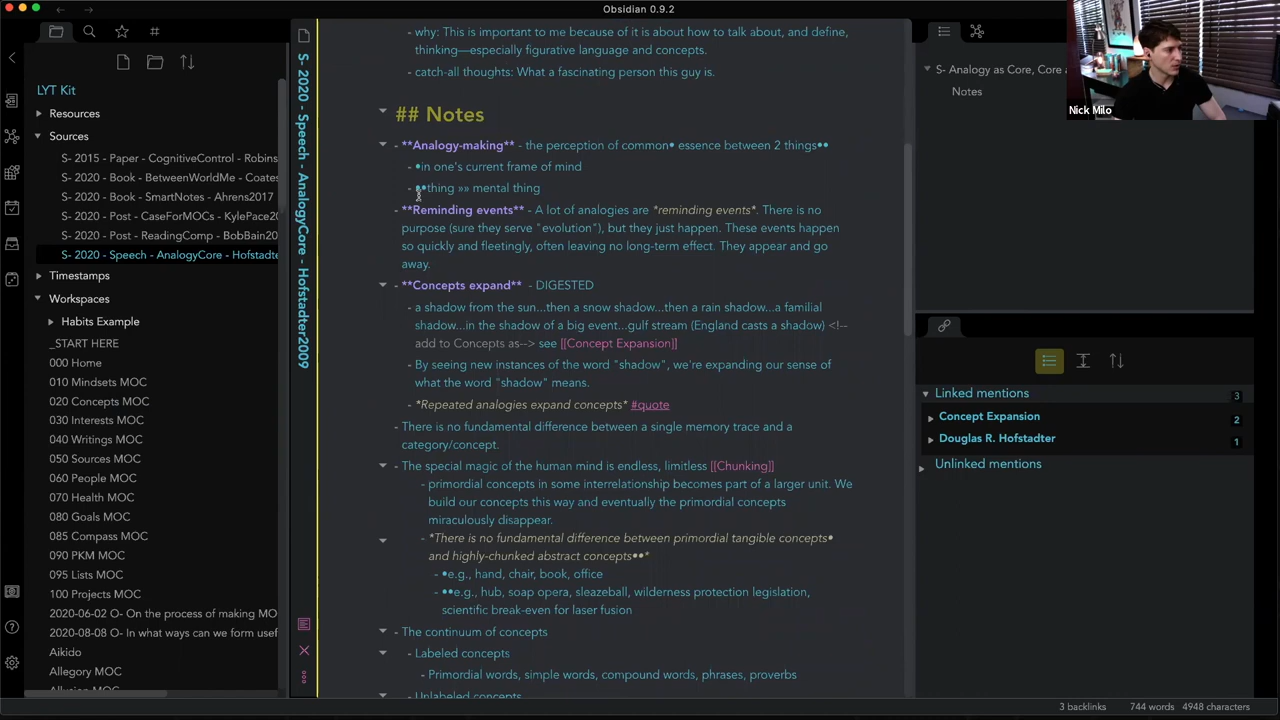 Obsidian 0.9.2
LYT Kit
Resources
Sources
S- 2015 - Paper - CognitiveControl - Robins
S- 2020 - Book - BetweenWorldMe - Coates
S- 2020 - Book - SmartNotes - Ahrens2017
S- 2020 - Post - CaseForMOCs - KylePace20
S- 2020 - Post - ReadingComp - BobBain20
S- 2020 - Speech - AnalogyCore - Hofstadte
Timestamps
Workspaces
Habits Example
_START HERE
000 Home
010 Mindsets MOC
020 Concepts MOC
030 Interests MOC
040 Writings MOC
050 Sources MOC
060 People MOC
070 Health MOC
080 Goals MOC
085 Compass MOC
090 PKM MOC
095 Lists MOC
100 Projects MOC
2020-06-02 O- On the process of making MO
2020-08-08 O- In what ways can we form usef
Aikido
Allegory MOC
Allusion MOC
S- 2020 - Speech - AnalogyCore - Hofstadter2009
- why: This is important to me because of it is about how to talk about, and define,
thinking—especially figurative language and concepts.
- catch-all thoughts: What a fascinating person this guy is.
## Notes
- **Analogy-making** - the perception of common• essence between 2 things••
- •in one's current frame of mind
- ••thing »» mental thing
- **Reminding events** - A lot of analogies are *reminding events*. There is no
purpose (sure they serve "evolution"), but they just happen. These events happen
so quickly and fleetingly, often leaving no long-term effect. They appear and go
away.
- **Concepts expand** - DIGESTED
- a shadow from the sun...then a snow shadow...then a rain shadow...a familial
shadow...in the shadow of a big event...gulf stream (England casts a shadow) <!--
add to Concepts as--> see [[Concept Expansion]]
- By seeing new instances of the word "shadow", we're expanding our sense of
what the word "shadow" means.
- *Repeated analogies expand concepts* #quote
- There is no fundamental difference between a single memory trace and a
category/concept.
- The special magic of the human mind is endless, limitless [[Chunking]]
- primordial concepts in some interrelationship becomes part of a larger unit. We
build our concepts this way and eventually the primordial concepts
miraculously disappear.
- *There is no fundamental difference between primordial tangible concepts•
and highly-chunked abstract concepts••*
- •e.g., hand, chair, book, office
- ••e.g., hub, soap opera, sleazeball, wilderness protection legislation,
scientific break-even for laser fusion
- The continuum of concepts
- Labeled concepts
- Primordial words, simple words, compound words, phrases, proverbs
- Unlabeled concepts
S- Analogy as Core, Core a
Notes
Nick Milo
Linked mentions 3
Concept Expansion 2
Douglas R. Hofstadter 1
Unlinked mentions
3 backlinks 744 words 4948 characters